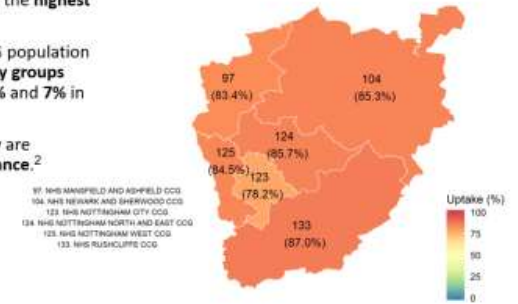 the highest
population
y groups
% and 7% in
are
ance.²
97. NHS MANSFIELD AND ASHFIELD CCG
104. NHS NEWARK AND SHERWOOD CCG
123. NHS NOTTINGHAM CITY CCG
124. NHS NOTTINGHAM NORTH AND EAST CCG
125. NHS NOTTINGHAM WEST CCG
133. NHS RUSHCLIFFE CCG
97
(83.4%)
104
(85.3%)
124
(85.7%)
125
(84.5%)
123
(78.2%)
133
(87.0%)
Uptake (%)
100
75
50
25
0